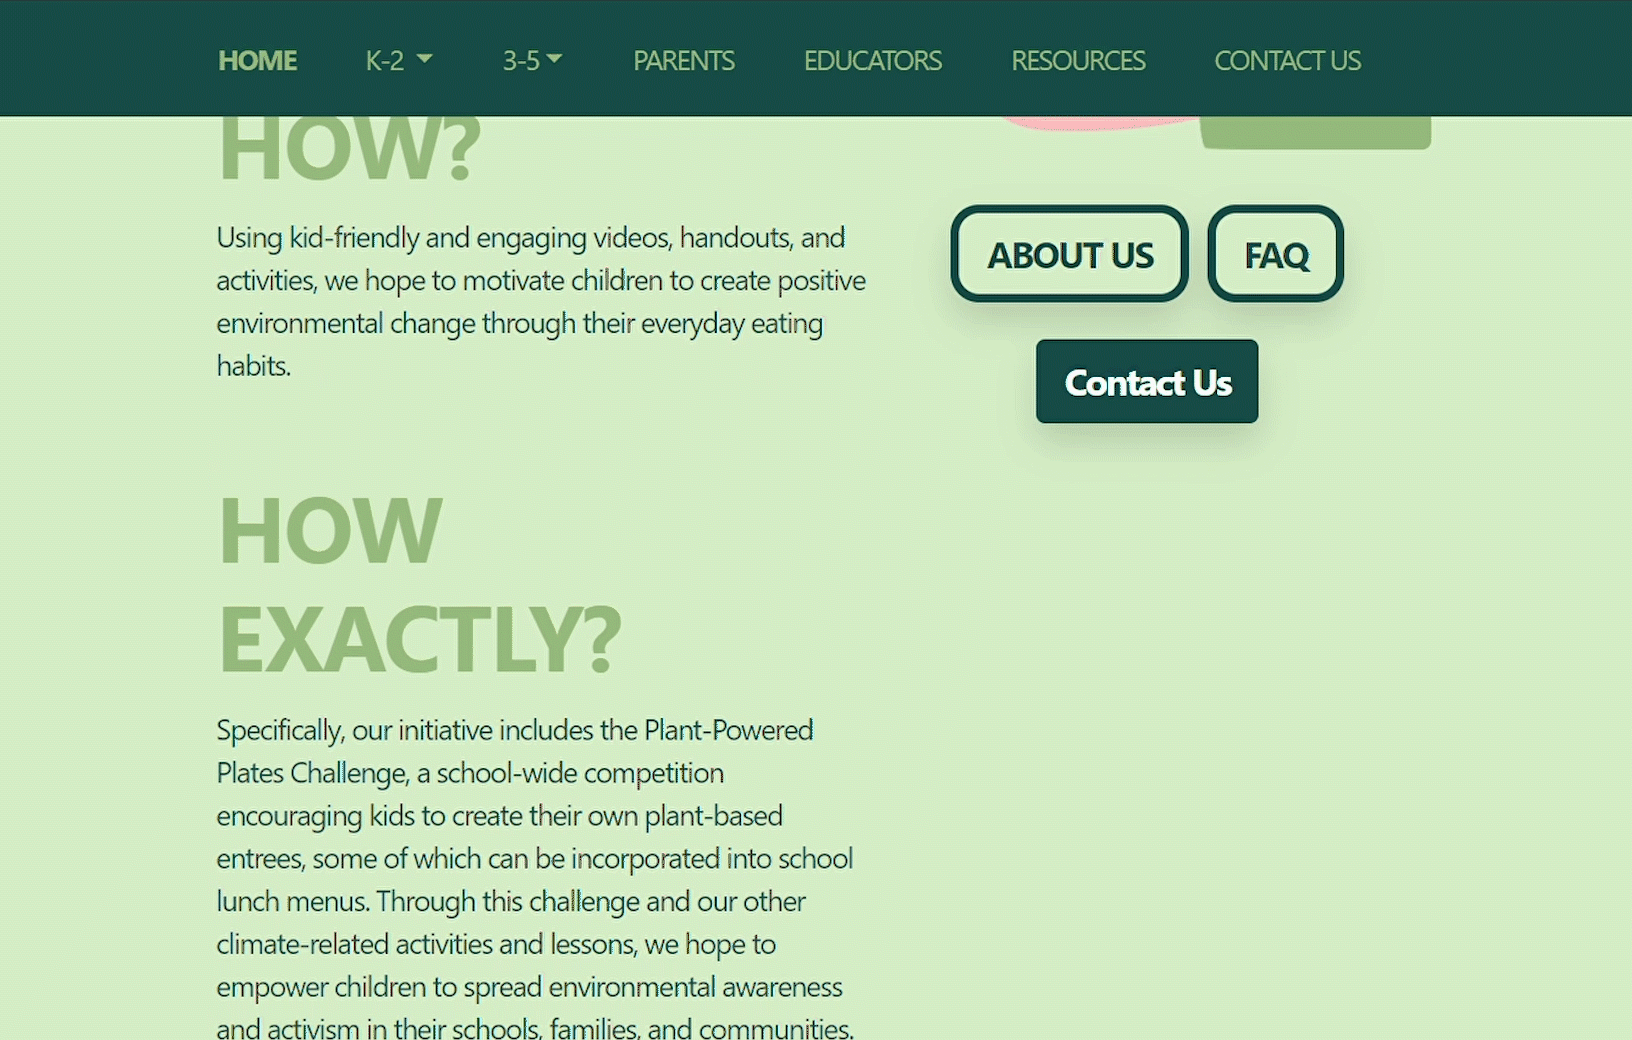 HOME K-2 3-5 PARENTS EDUCATORS RESOURCES CONTACT US
HOW?
Using kid-friendly and engaging videos, handouts, and
activities, we hope to motivate children to create positive
environmental change through their everyday eating
habits.
ABOUT US FAQ
Contact Us
HOW
EXACTLY?
Specifically, our initiative includes the Plant-Powered
Plates Challenge, a school-wide competition
encouraging kids to create their own plant-based
entrees, some of which can be incorporated into school
lunch menus. Through this challenge and our other
climate-related activities and lessons, we hope to
empower children to spread environmental awareness
and activism in their schools, families, and communities.